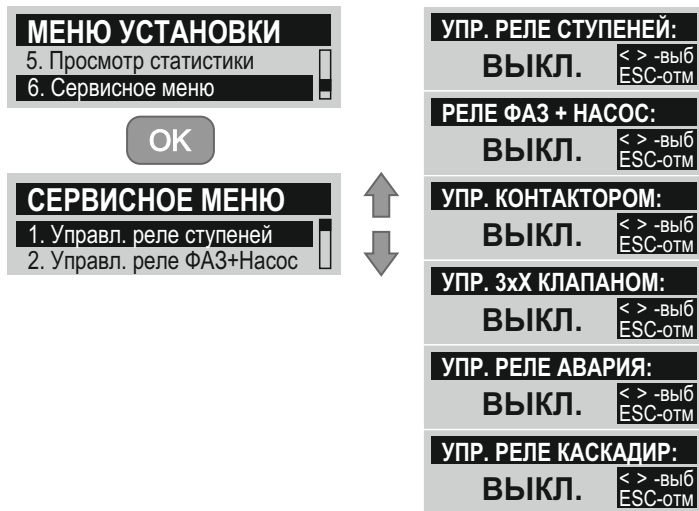 МЕНЮ УСТАНОВКИ
5. Просмотр статистики
6. Сервисное меню
OK
СЕРВИСНОЕ МЕНЮ
1. Управл. реле ступеней
2. Управл. реле ФАЗ+Насос
УПР. РЕЛЕ СТУПЕНЕЙ:
ВЫКЛ.
< > -выб
ESC-отм
РЕЛЕ ФАЗ + НАСОС:
ВЫКЛ.
< > -выб
ESC-отм
УПР. КОНТАКТОРОМ:
ВЫКЛ.
< > -выб
ESC-отм
УПР. 3хХ КЛАПАНОМ:
ВЫКЛ.
< > -выб
ESC-отм
УПР. РЕЛЕ АВАРИЯ:
ВЫКЛ.
< > -выб
ESC-отм
УПР. РЕЛЕ КАСКАДИР:
ВЫКЛ.
< > -выб
ESC-отм